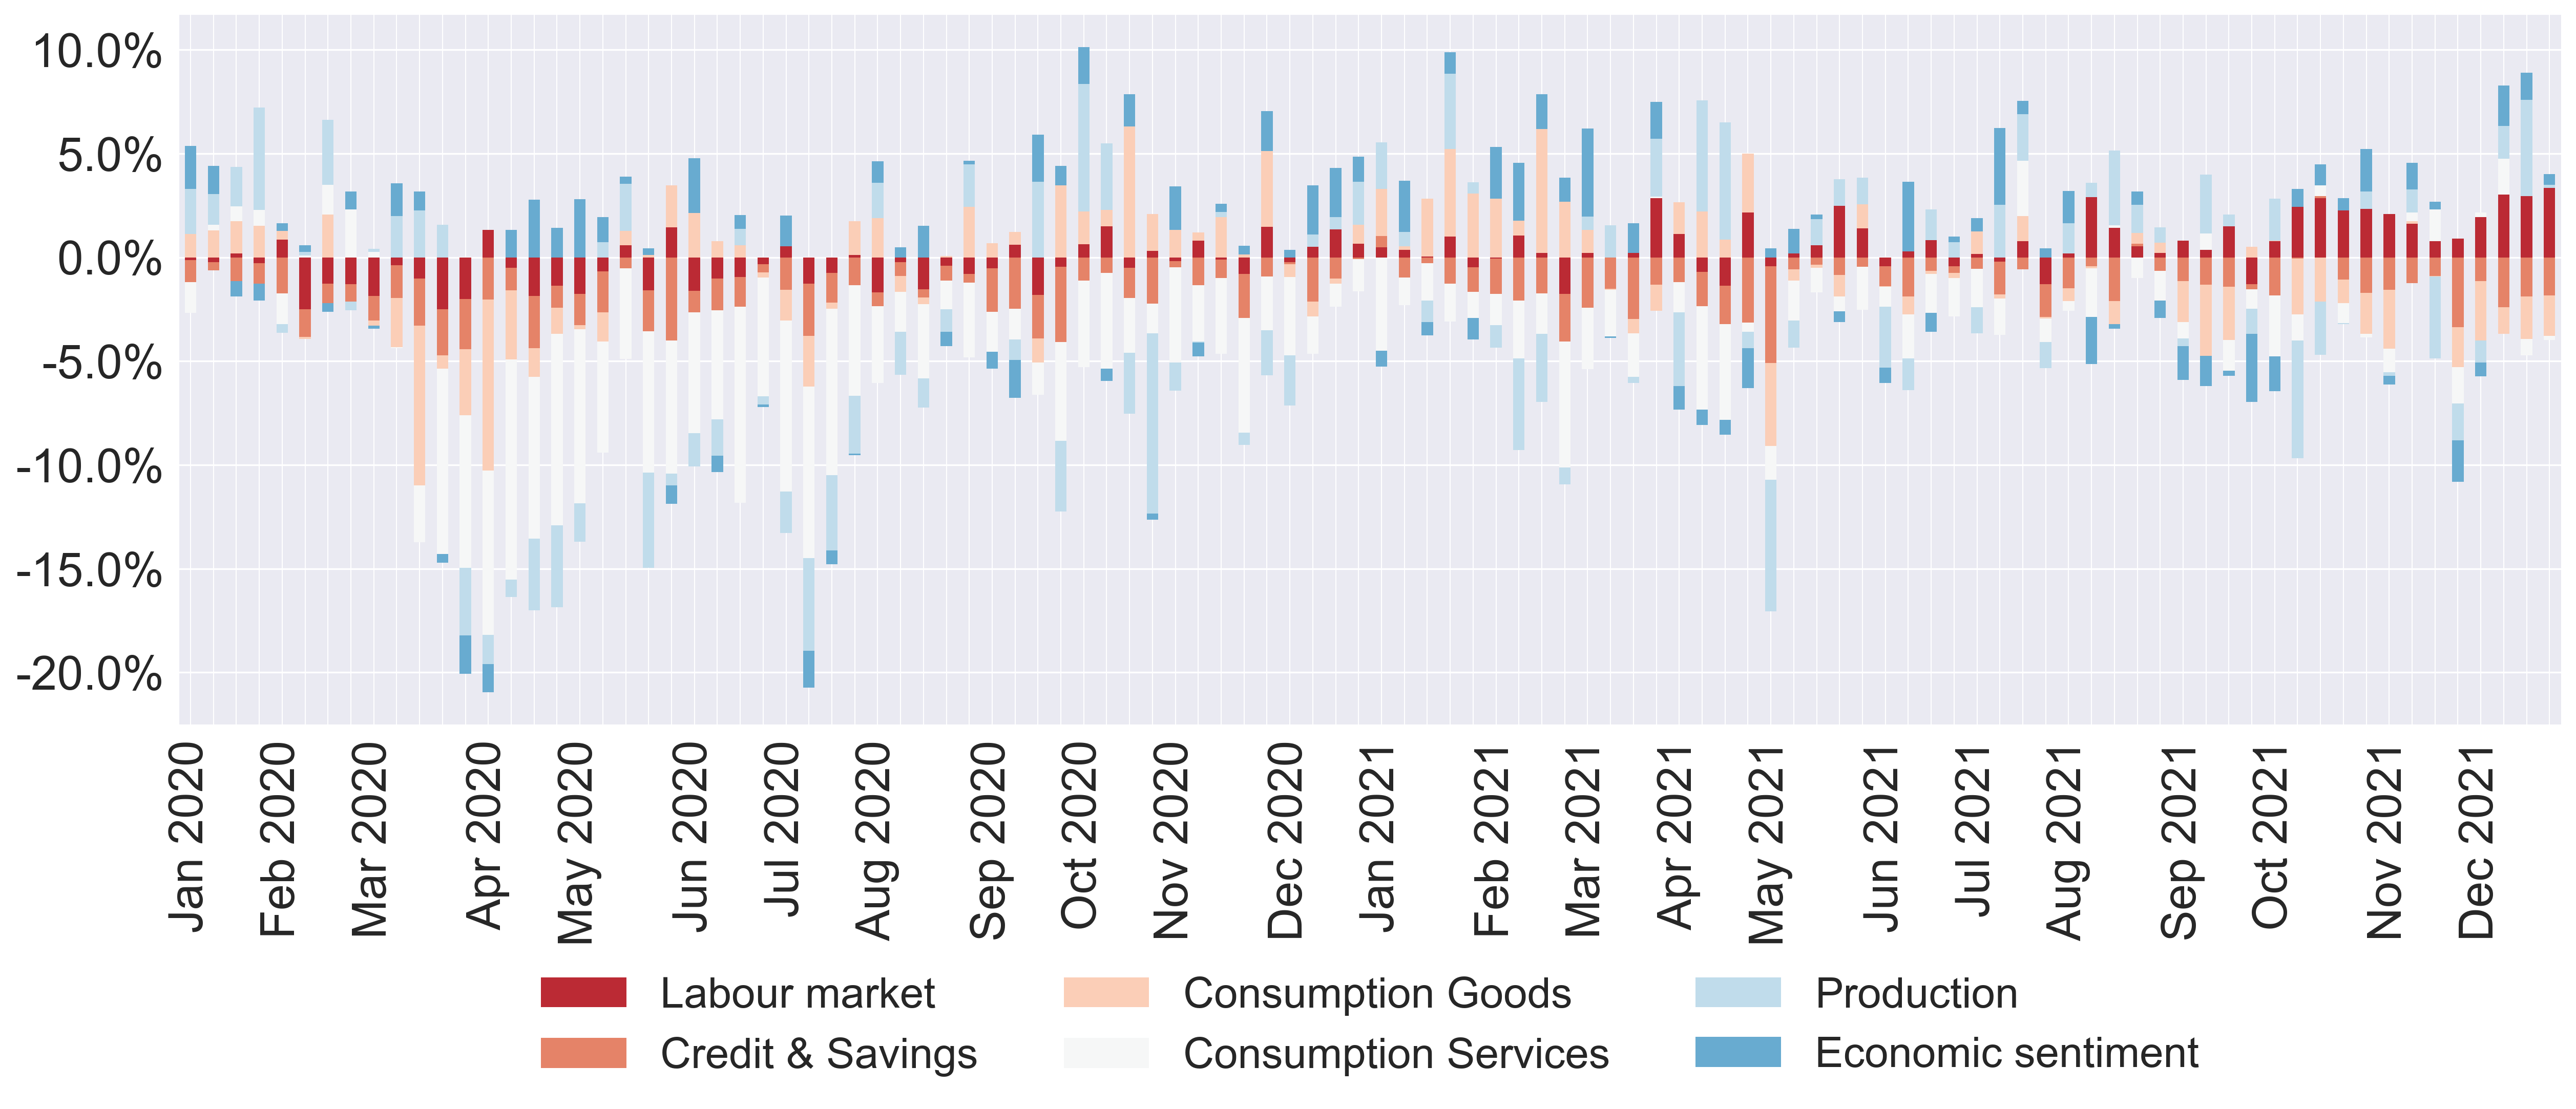 10.0%
5.0%
0.0%
-5.0%
-10.0%
-15.0%
-20.0%
Jan 2020
Feb 2020
Mar 2020
Apr 2020
May 2020
Jun 2020
Jul 2020
Aug 2020
Sep 2020
Oct 2020
Nov 2020
Dec 2020
Jan 2021
Feb 2021
Mar 2021
Apr 2021
May 2021
Jun 2021
Jul 2021
Aug 2021
Sep 2021
Oct 2021
Nov 2021
Dec 2021
Labour market
Credit & Savings
Consumption Goods
Consumption Services
Production
Economic sentiment